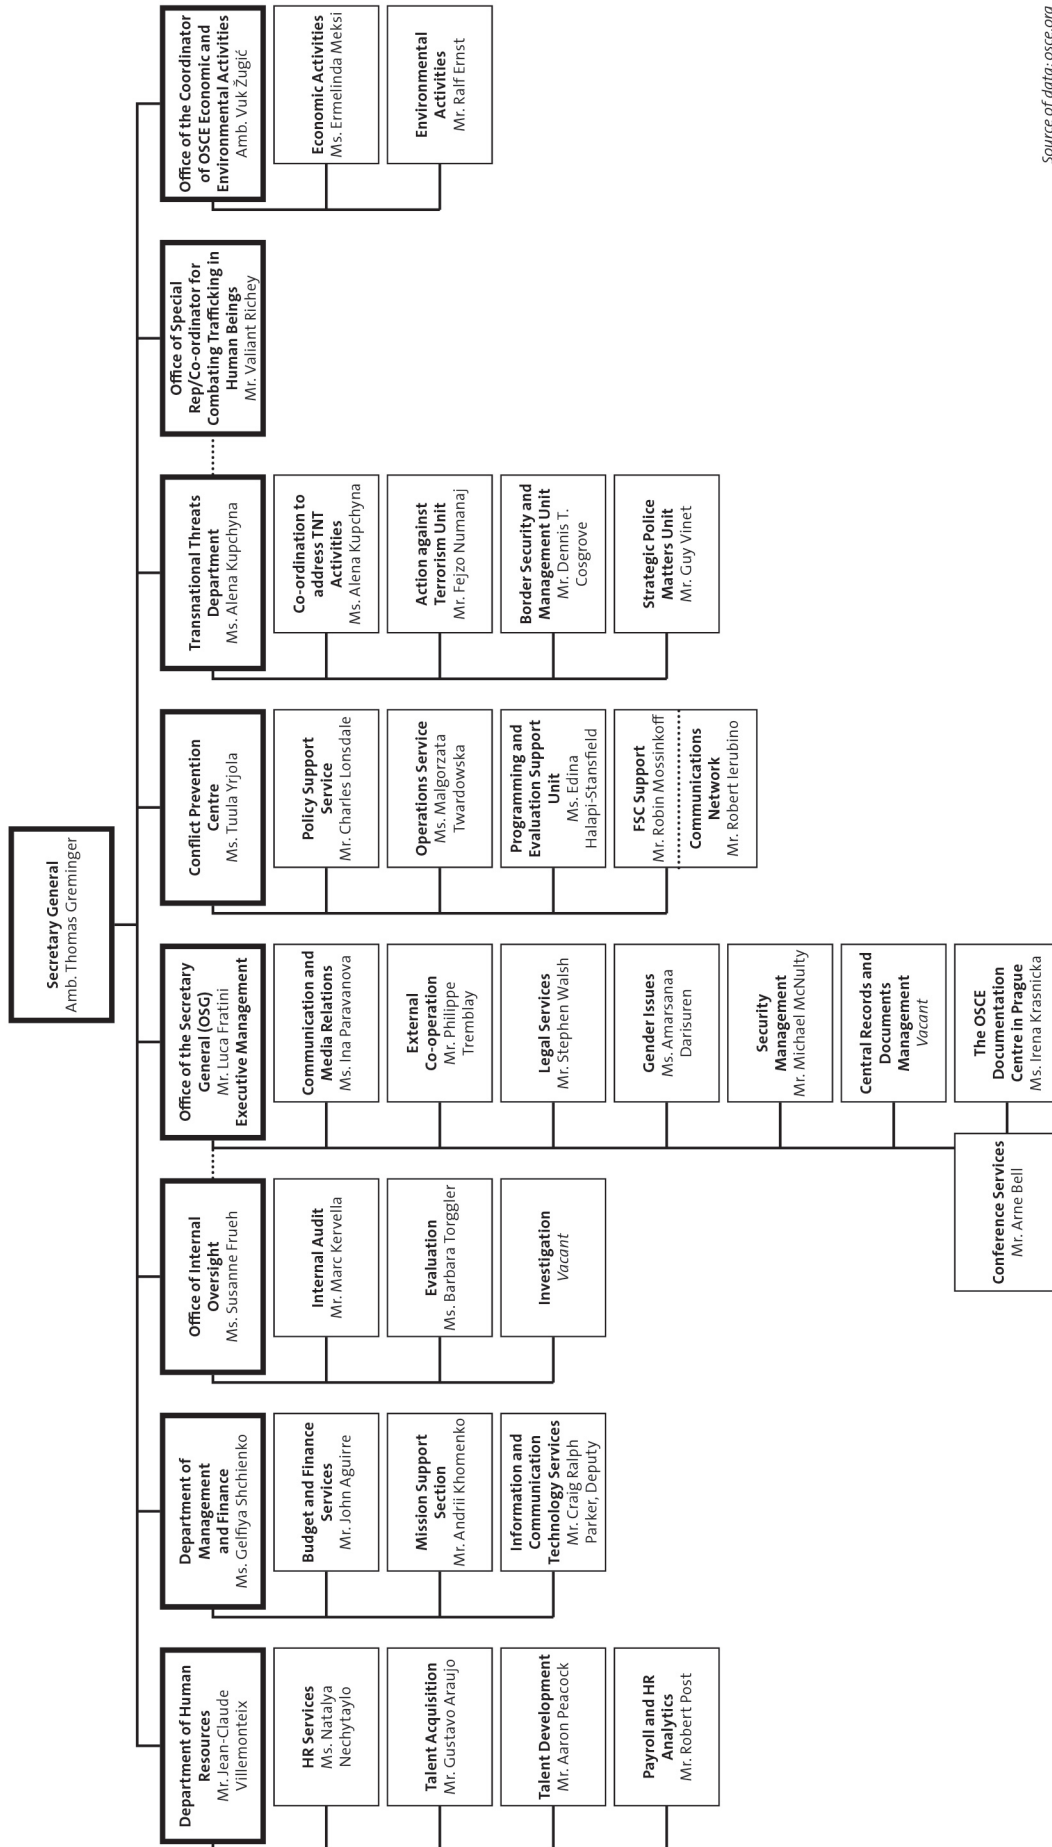 Secretary General
Amb. Thomas Greminger
Department of Human
Resources
Mr. Jean-Claude
Villemonteix
HR Services
Ms. Natalya
Nechytaylo
Talent Acquisition
Mr. Gustavo Araujo
Talent Development
Mr. Aaron Peacock
Payroll and HR
Analytics
Mr. Robert Post
Department of
Management
and Finance
Ms. Gelfiya Shchienko
Budget and Finance
Services
Mr. John Aguirre
Mission Support
Section
Mr. Andrii Khomenko
Information and
Communication
Technology Services
Mr. Craig Ralph
Parker, Deputy
Office of Internal
Oversight
Ms. Susanne Frueh
Internal Audit
Mr. Marc Kervella
Evaluation
Ms. Barbara Torggler
Investigation
Vacant
Office of the Secretary
General (OSG)
Mr. Luca Fratini
Executive Management
Communication and
Media Relations
Ms. Ina Paravanova
External
Co-operation
Mr. Philippe
Tremblay
Legal Services
Mr. Stephen Walsh
Gender Issues
Ms. Amarsanaa
Darisuren
Security
Management
Mr. Michael McNulty
Central Records and
Documents
Management
Vacant
The OSCE
Documentation
Centre in Prague
Ms. Irena Krasnicka
Conference Services
Mr. Arne Bell
Conflict Prevention
Centre
Ms. Tuula Yrjola
Policy Support
Service
Mr. Charles Lonsdale
Operations Service
Ms. Malgorzata
Twardowska
Programming and
Evaluation Support
Unit
Ms. Edina
Halapi-Stansfield
FSC Support
Mr. Robin Mossinkoff
Communications
Network
Mr. Robert Ierubino
Transnational Threats
Department
Ms. Alena Kupchyna
Co-ordination to
address TNT
Activities
Ms. Alena Kupchyna
Action against
Terrorism Unit
Mr. Fejzo Numanaj
Border Security and
Management Unit
Mr. Dennis T.
Cosgrove
Strategic Police
Matters Unit
Mr. Guy Vinet
Office of Special
Rep/Co-ordinator for
Combating Trafficking in
Human Beings
Mr. Valiant Richey
Office of the Coordinator
of OSCE Economic and
Environmental Activities
Amb. Vuk Žugić
Economic Activities
Ms. Ermelinda Meksi
Environmental
Activities
Mr. Ralf Ernst
Source of data: osce.org